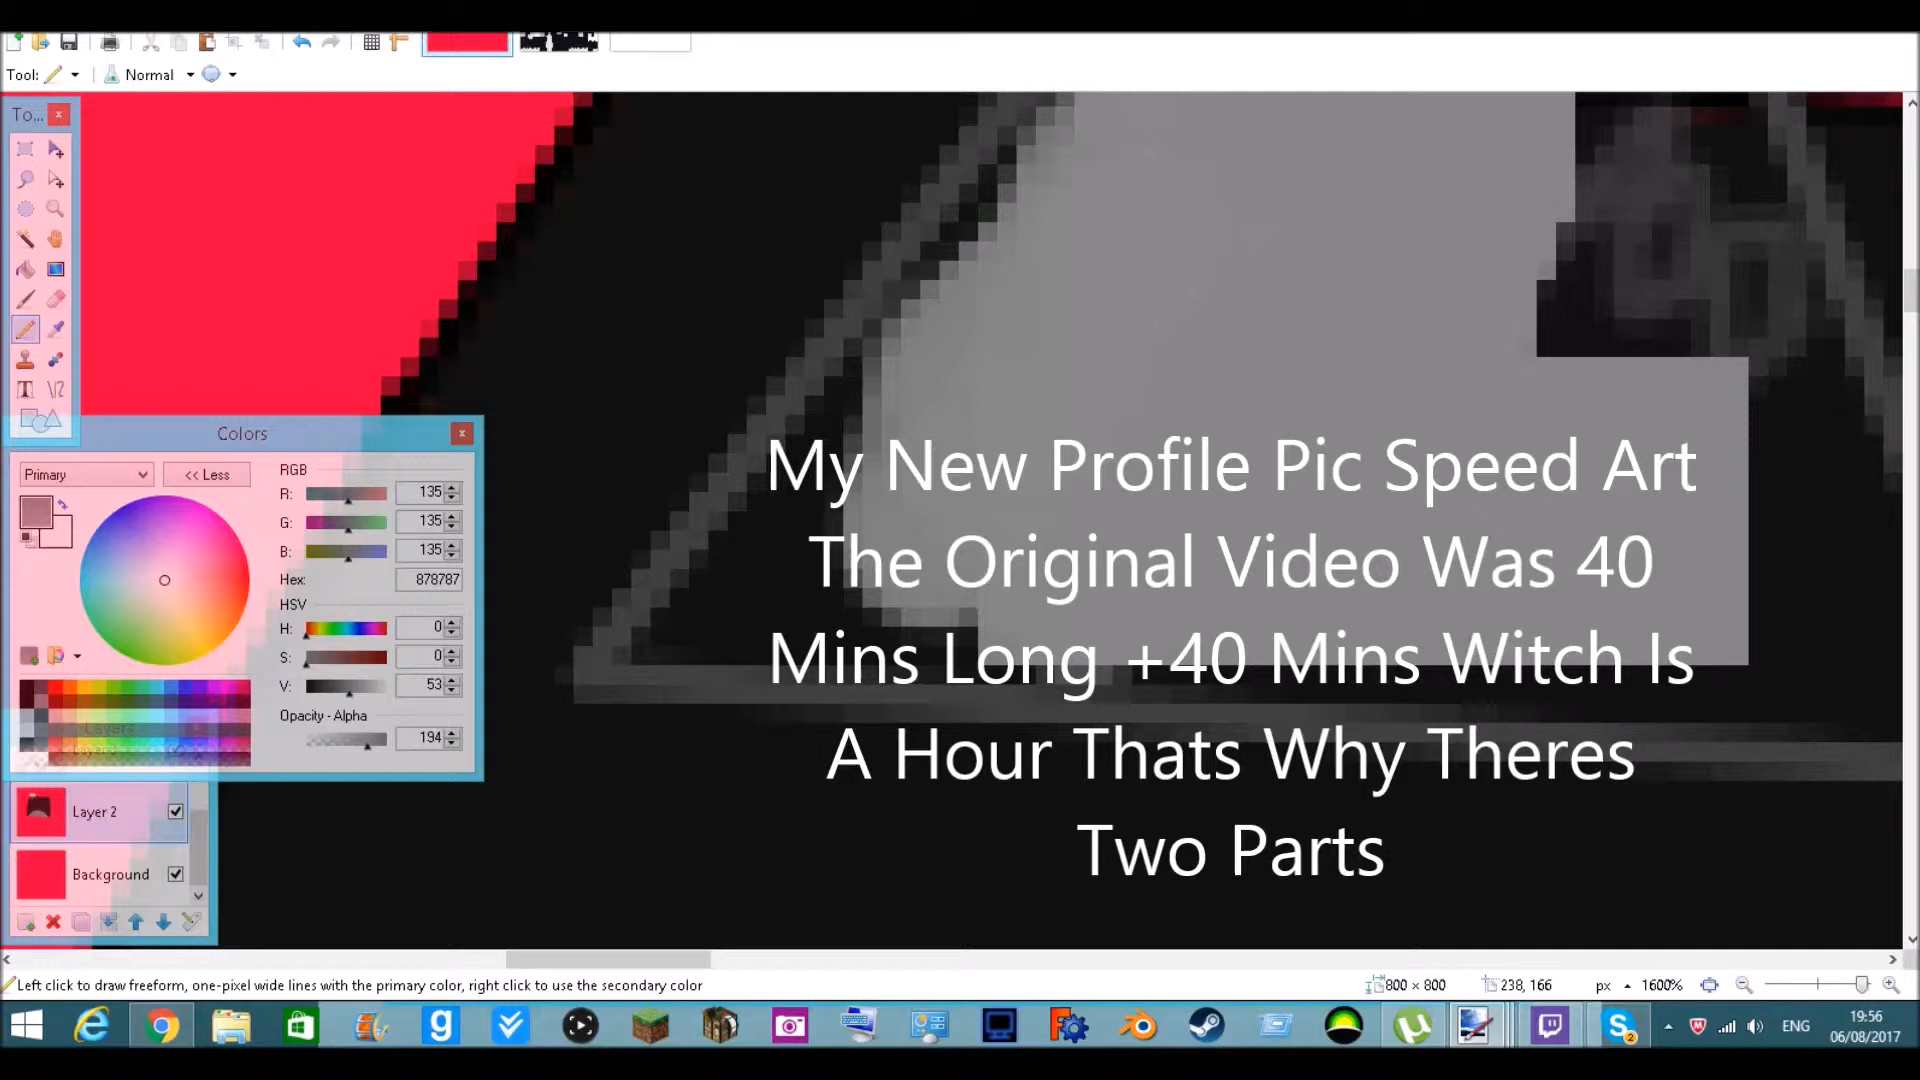 Tool: Normal
To...
Colors
Primary
<< Less
RGB
R: 135
G: 135
B: 135
Hex: 878787
HSV
H: 0
S: 0
V: 53
Opacity - Alpha
194
Layers
Layer 2
Background
My New Profile Pic Speed Art
The Original Video Was 40
Mins Long +40 Mins Witch Is
A Hour Thats Why Theres
Two Parts
Left click to draw freeform, one-pixel wide lines with the primary color, right click to use the secondary color
800 × 800
238, 166
px
1600%
ENG
19:56
06/08/2017